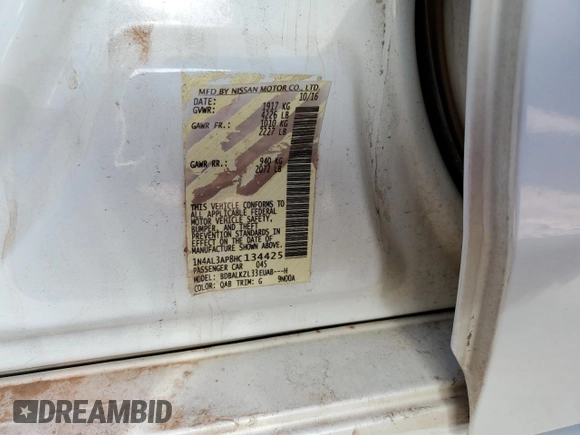 MFD BY NISSAN MOTOR CO., LTD.
DATE: 10/16
GVWR: 1917 KG
4226 LB
GAWR FR.: 1010 KG
2227 LB
GAWR RR.: 940 KG
2072 LB
THIS VEHICLE CONFORMS TO
ALL APPLICABLE FEDERAL
MOTOR VEHICLE SAFETY,
BUMPER, AND THEFT
PREVENTION STANDARDS IN
EFFECT ON THE DATE OF
MANUFACTURE SHOWN ABOVE.
1N4AL3AP8HC134425
PASSENGER CAR 04S
MODEL: BDBALKZL33EUAB---H
COLOR: QAB TRIM: G 9N00A
DREAMBID